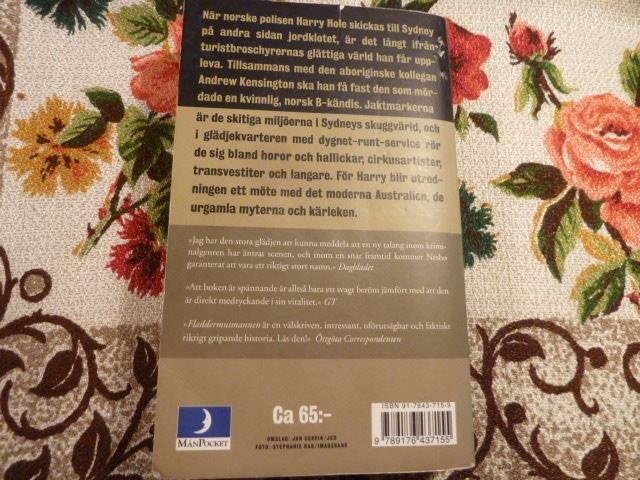 När norske polisen Harry Hole skickas till Sydney
på andra sidan jordklotet, är det långt ifrån
turistbroschyrernas glättiga värld han får upp-
leva. Tillsammans med den aboriginske kollegan
Andrew Kensington ska han få fast den som mör-
dade en kvinnlig, norsk B-kändis. Jaktmarkerna
är de skitiga miljöerna i Sydneys skuggvärld, och
i glädjekvarteren med dygnet-runt-service rör
de sig bland horor och hallickar, cirkusartister,
transvestiter och langare. För Harry blir utred-
ningen ett möte med det moderna Australien, de
urgamla myterna och kärleken.
»Jag har den stora glädjen att kunna meddela att en ny talang inom krimi-
nalgenren har äntrat scenen, och inom en snar framtid kommer Nesbø
garanterat att vara ett riktigt stort namn.« Dagbladet
»Att boken är spännande är alltså bara ett svagt beröm jämfört med att den
är direkt medryckande i sin vitalitet.« GT
»Fladdermusmannen är en välskriven, intressant, oförutsägbar och faktiskt
riktigt gripande historia. Läs den!« Östgöta Correspondenten
MånPocket
Ca 65:-
OMSLAG: JAN CERVIN/JCD
FOTO: STEPHANIE RAU/IMAGEBANK
ISBN 91-7643-715-8
9 789176 437155